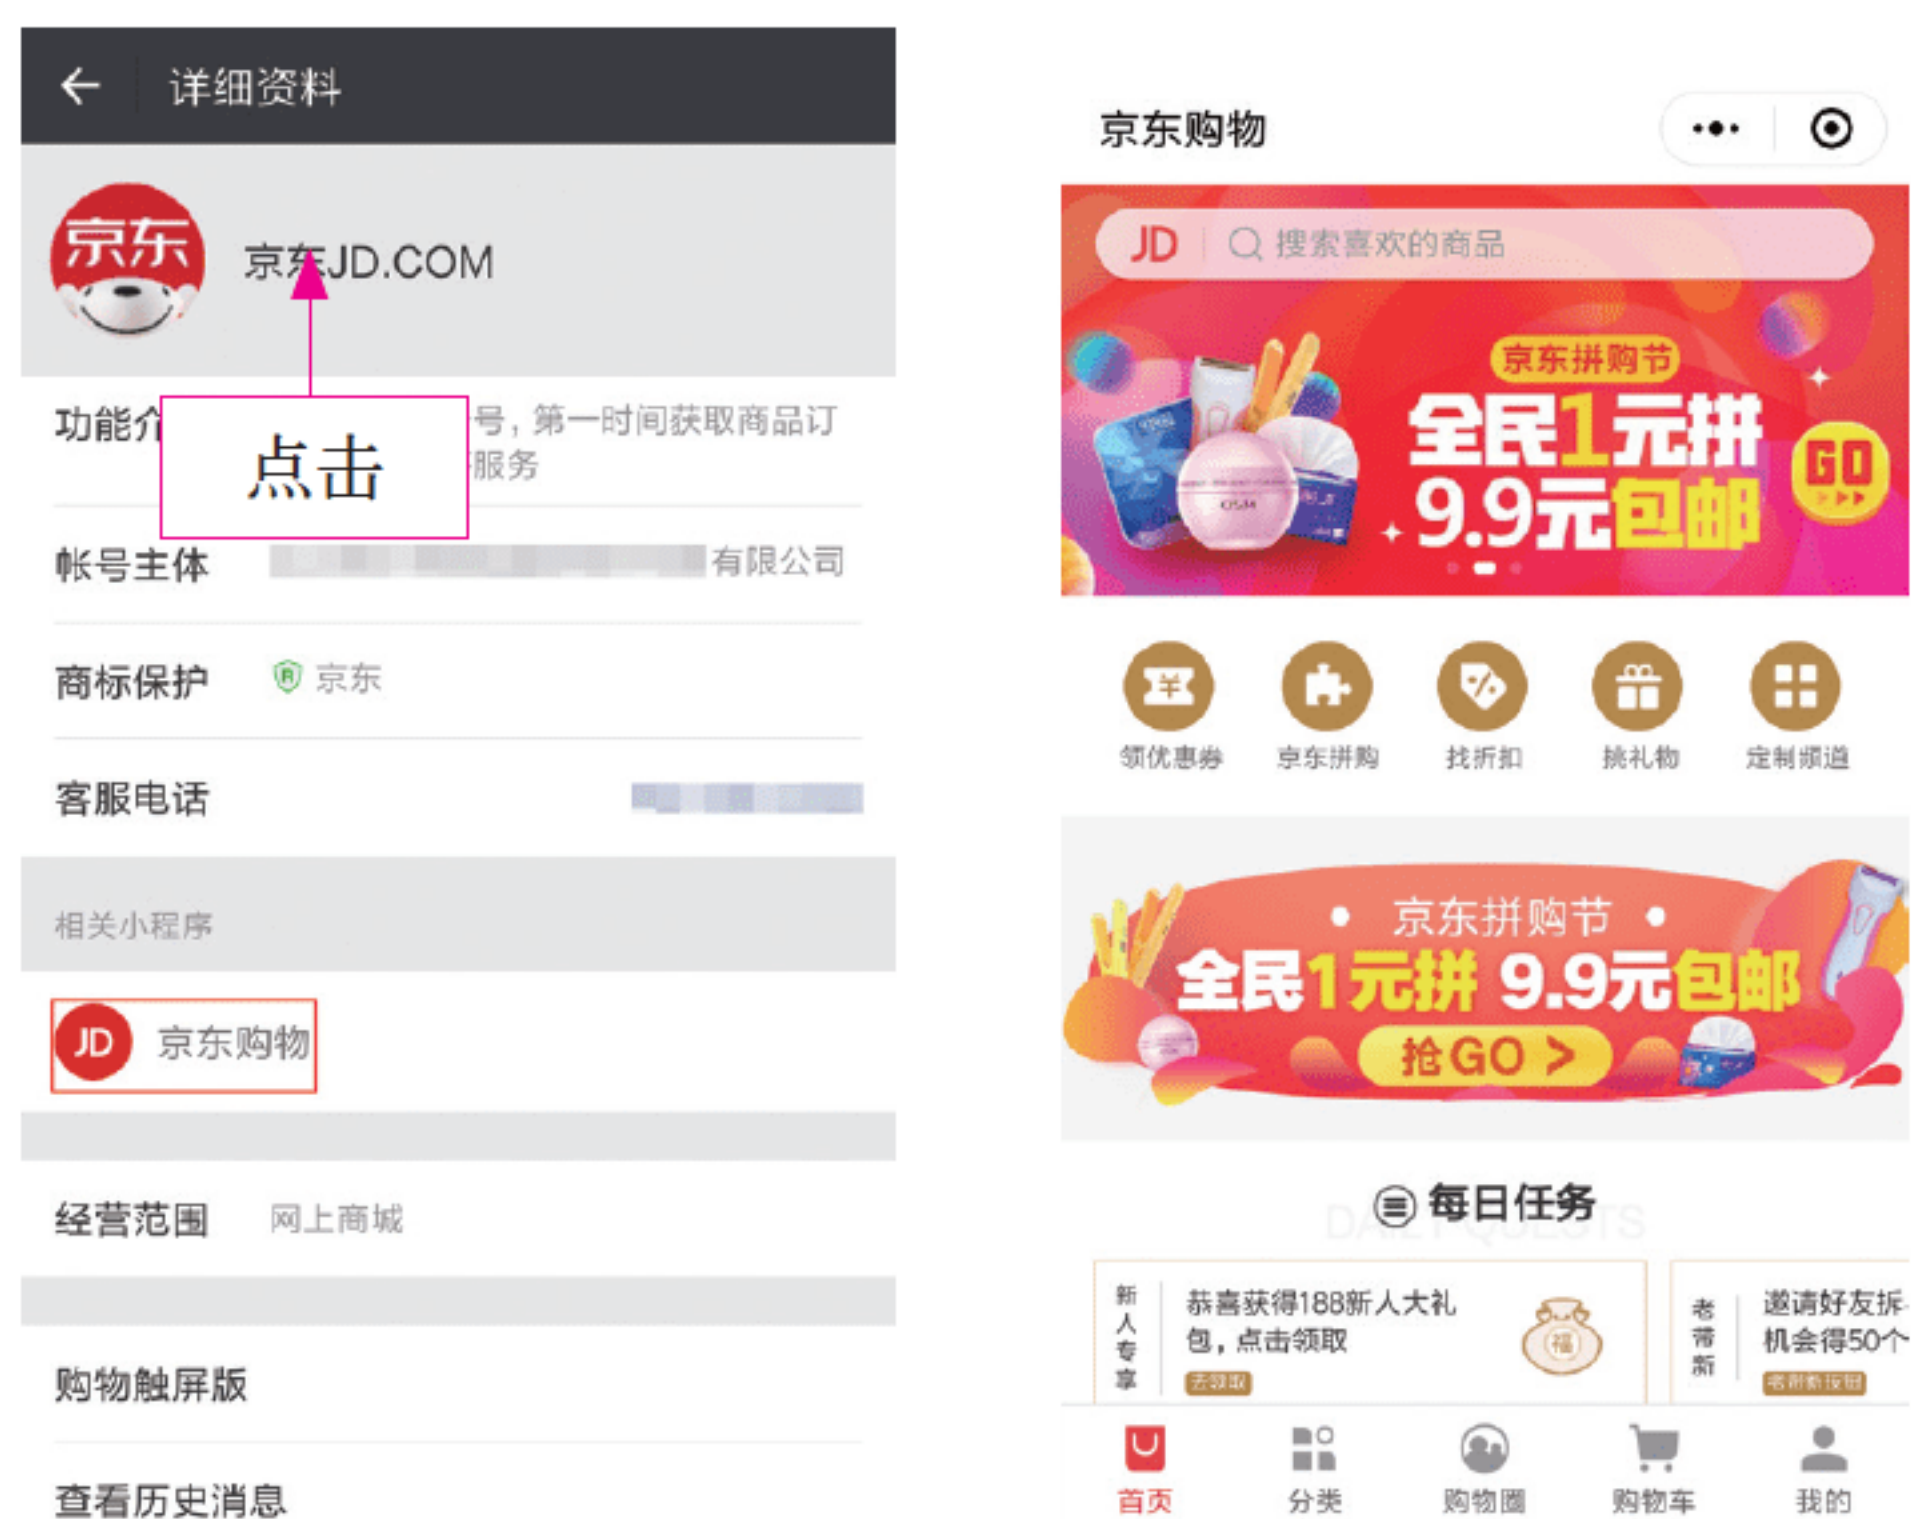 详细资料
京东
京东JD.COM
功能介
号，第一时间获取商品订
服务
点击
帐号主体
有限公司
商标保护
R 京东
客服电话
相关小程序
JD 京东购物
经营范围 网上商城
购物触屏版
查看历史消息
京东购物
JD 搜索喜欢的商品
京东拼购节
全民1元拼
9.9元包邮
GO
领优惠券 京东拼购 找折扣 挑礼物 定制频道
京东拼购节
全民1元拼 9.9元包邮
抢GO >
每日任务
DAILY QUESTS
新人专享
恭喜获得188新人大礼
包，点击领取
去领取
福
老带新
邀请好友拆
机会得50个
首页 分类 购物圈 购物车 我的